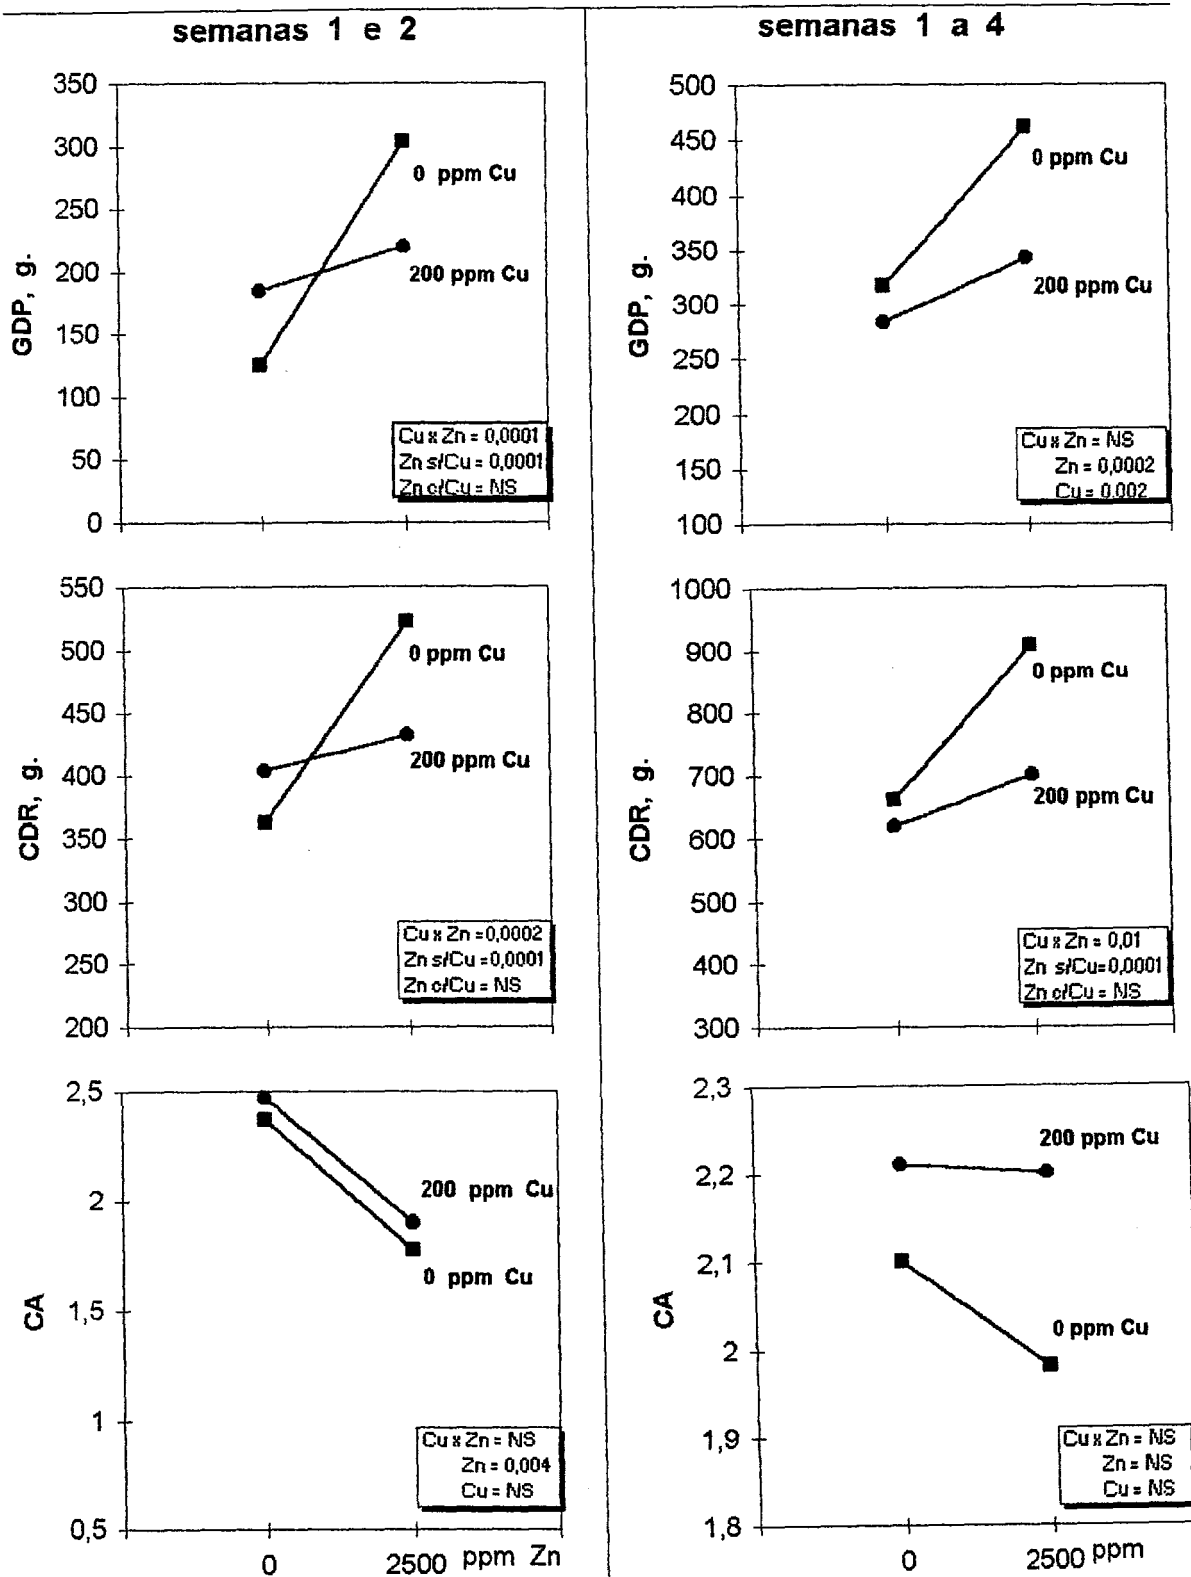 semanas 1 e 2
350
300
250
200
150
100
50
0
GDP, g.
0 ppm Cu
200 ppm Cu
Cu x Zn = 0,0001
Zn s/Cu = 0,0001
Zn c/Cu = NS
550
500
450
400
350
300
250
200
CDR, g.
0 ppm Cu
200 ppm Cu
Cu x Zn =0,0002
Zn s/Cu =0,0001
Zn c/Cu = NS
2,5
2
1,5
1
0,5
CA
200 ppm Cu
0 ppm Cu
Cu x Zn = NS
Zn = 0,004
Cu = NS
0 2500 ppm Zn
semanas 1 a 4
500
450
400
350
300
250
200
150
100
GDP, g.
0 ppm Cu
200 ppm Cu
Cu x Zn = NS
Zn = 0,0002
Cu = 0,002
1000
900
800
700
600
500
400
300
CDR, g.
0 ppm Cu
200 ppm Cu
Cu x Zn = 0,01
Zn s/Cu=0,0001
Zn c/Cu = NS
2,3
2,2
2,1
2
1,9
1,8
CA
200 ppm Cu
0 ppm Cu
Cu x Zn = NS
Zn = NS
Cu = NS
0 2500 ppm